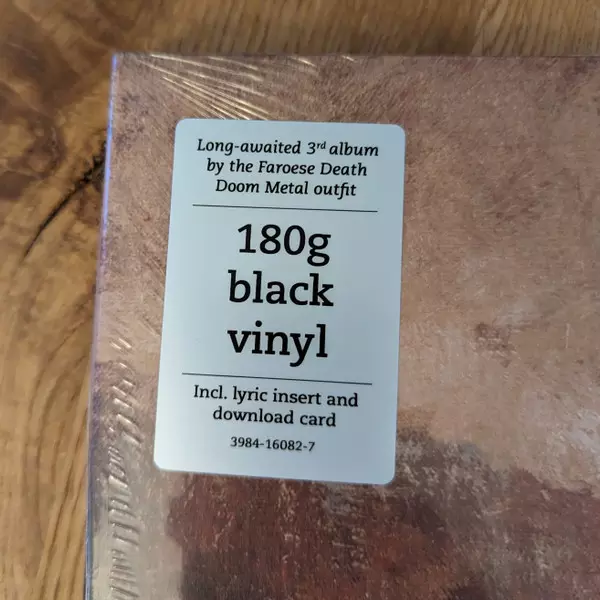 Long-awaited 3rd album
by the Faroese Death
Doom Metal outfit
180g
black
vinyl
Incl. lyric insert and
download card
3984-16082-7